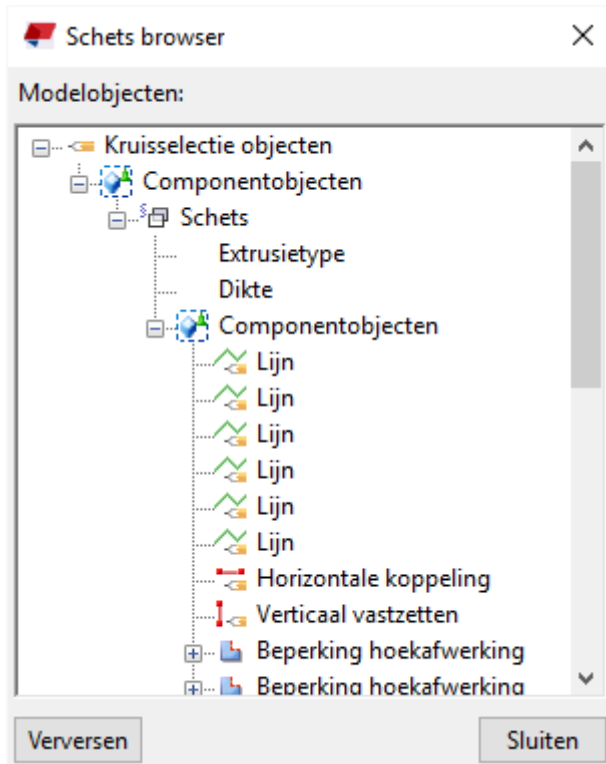 Schets browser
Modelobjecten:
Kruisselectie objecten
Componentobjecten
Schets
Extrusietype
Dikte
Componentobjecten
Lijn
Lijn
Lijn
Lijn
Lijn
Lijn
Horizontale koppeling
Verticaal vastzetten
Beperking hoekafwerking
Beperking hoekafwerking
Verversen
Sluiten